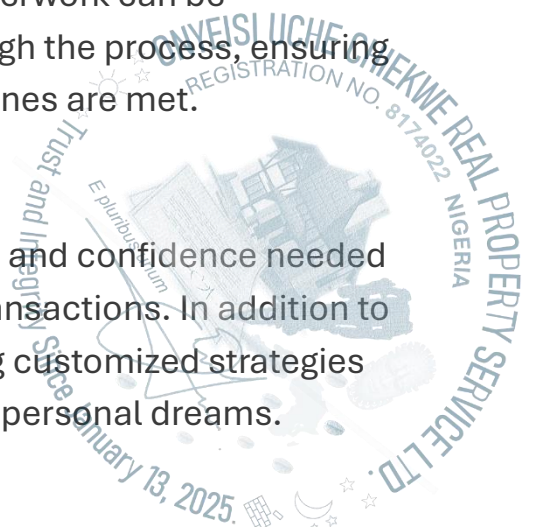 erwork can be
gh the process, ensuring
nes are met.
and confidence needed
ansactions. In addition to
g customized strategies
personal dreams.
ONYEISI UCHE CHEKWE REAL PROPERTY SERVICE LTD.
REGISTRATION NO. 8174022 NIGERIA
Trust and Integrity Since January 13, 2025.
E pluribus unum